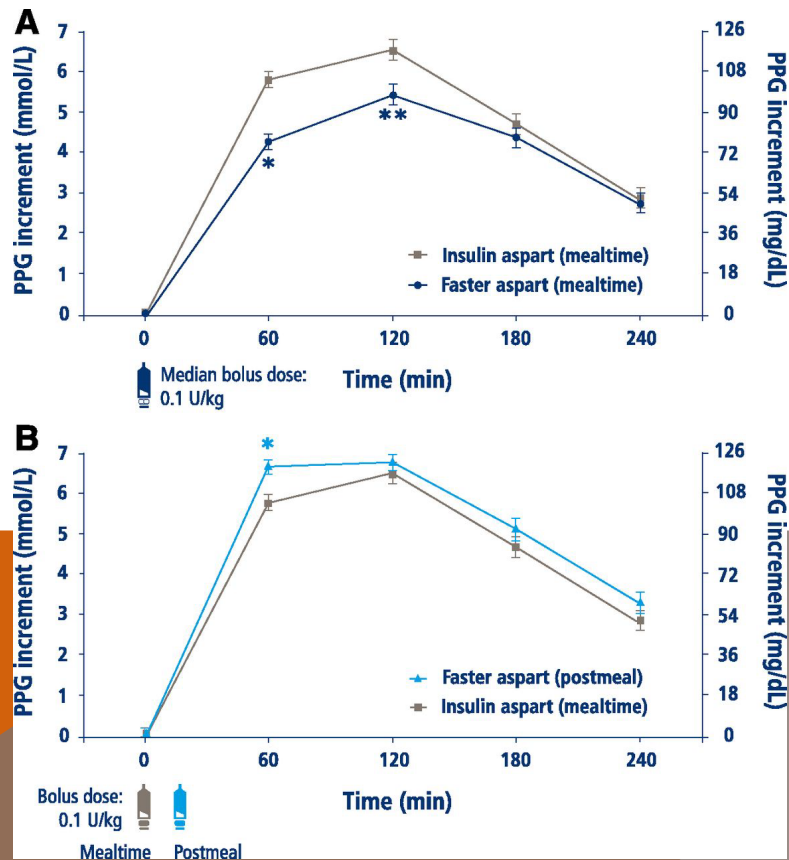 A
PPG increment (mmol/L)
7
6
5
4
3
2
1
0
126
108
90
72
54
36
18
0
PPG increment (mg/dL)
*
**
Insulin aspart (mealtime)
Faster aspart (mealtime)
0 60 120 180 240
Median bolus dose:
0.1 U/kg
Time (min)
B
PPG increment (mmol/L)
7
6
5
4
3
2
1
0
126
108
90
72
54
36
18
0
PPG increment (mg/dL)
*
Faster aspart (postmeal)
Insulin aspart (mealtime)
0 60 120 180 240
Bolus dose:
0.1 U/kg
Time (min)
Mealtime Postmeal